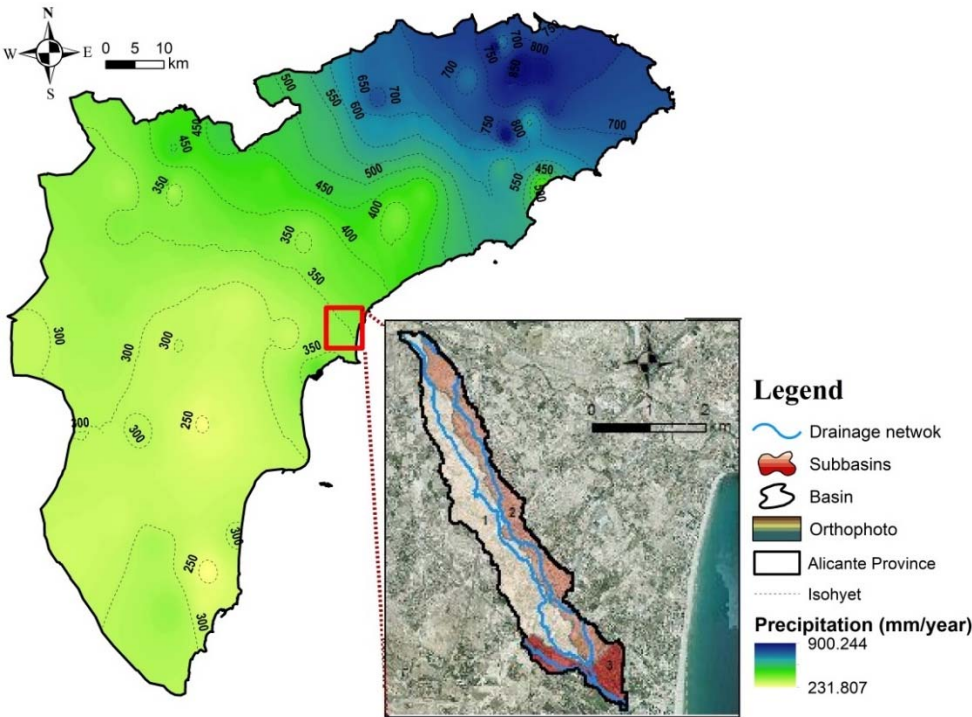 N
W E
S
0 5 10
km
750
700
750
800
850
700
500
550
650
700
600
750
800
700
450
450
500
550
450
350
450
400
400
350
350
300
300
300
350
300
300
250
250
300
300
0 1 2
km
1
2
3
Legend
Drainage netwok
Subbasins
Basin
Orthophoto
Alicante Province
Isohyet
Precipitation (mm/year)
900.244
231.807